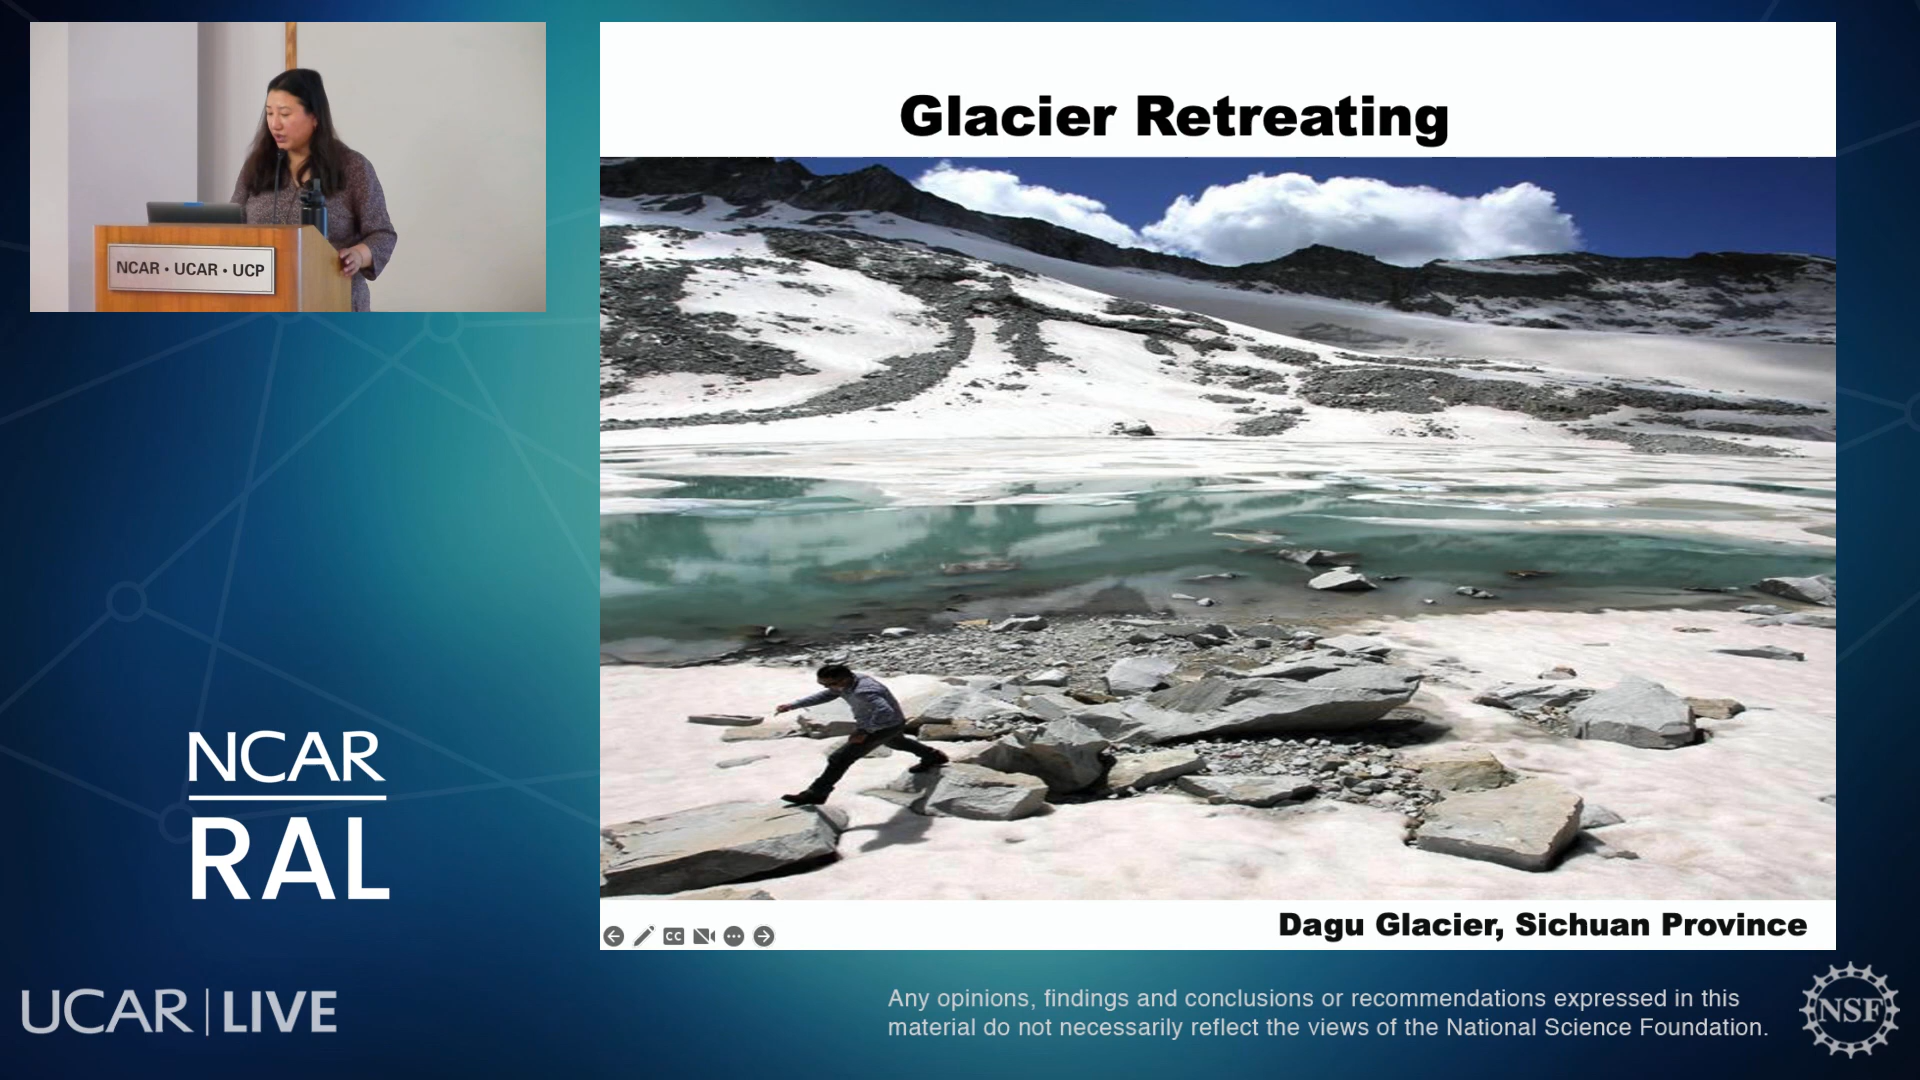 NCAR • UCAR • UCP
Glacier Retreating
Dagu Glacier, Sichuan Province
CC
NCAR
RAL
UCAR | LIVE
Any opinions, findings and conclusions or recommendations expressed in this
material do not necessarily reflect the views of the National Science Foundation.
NSF